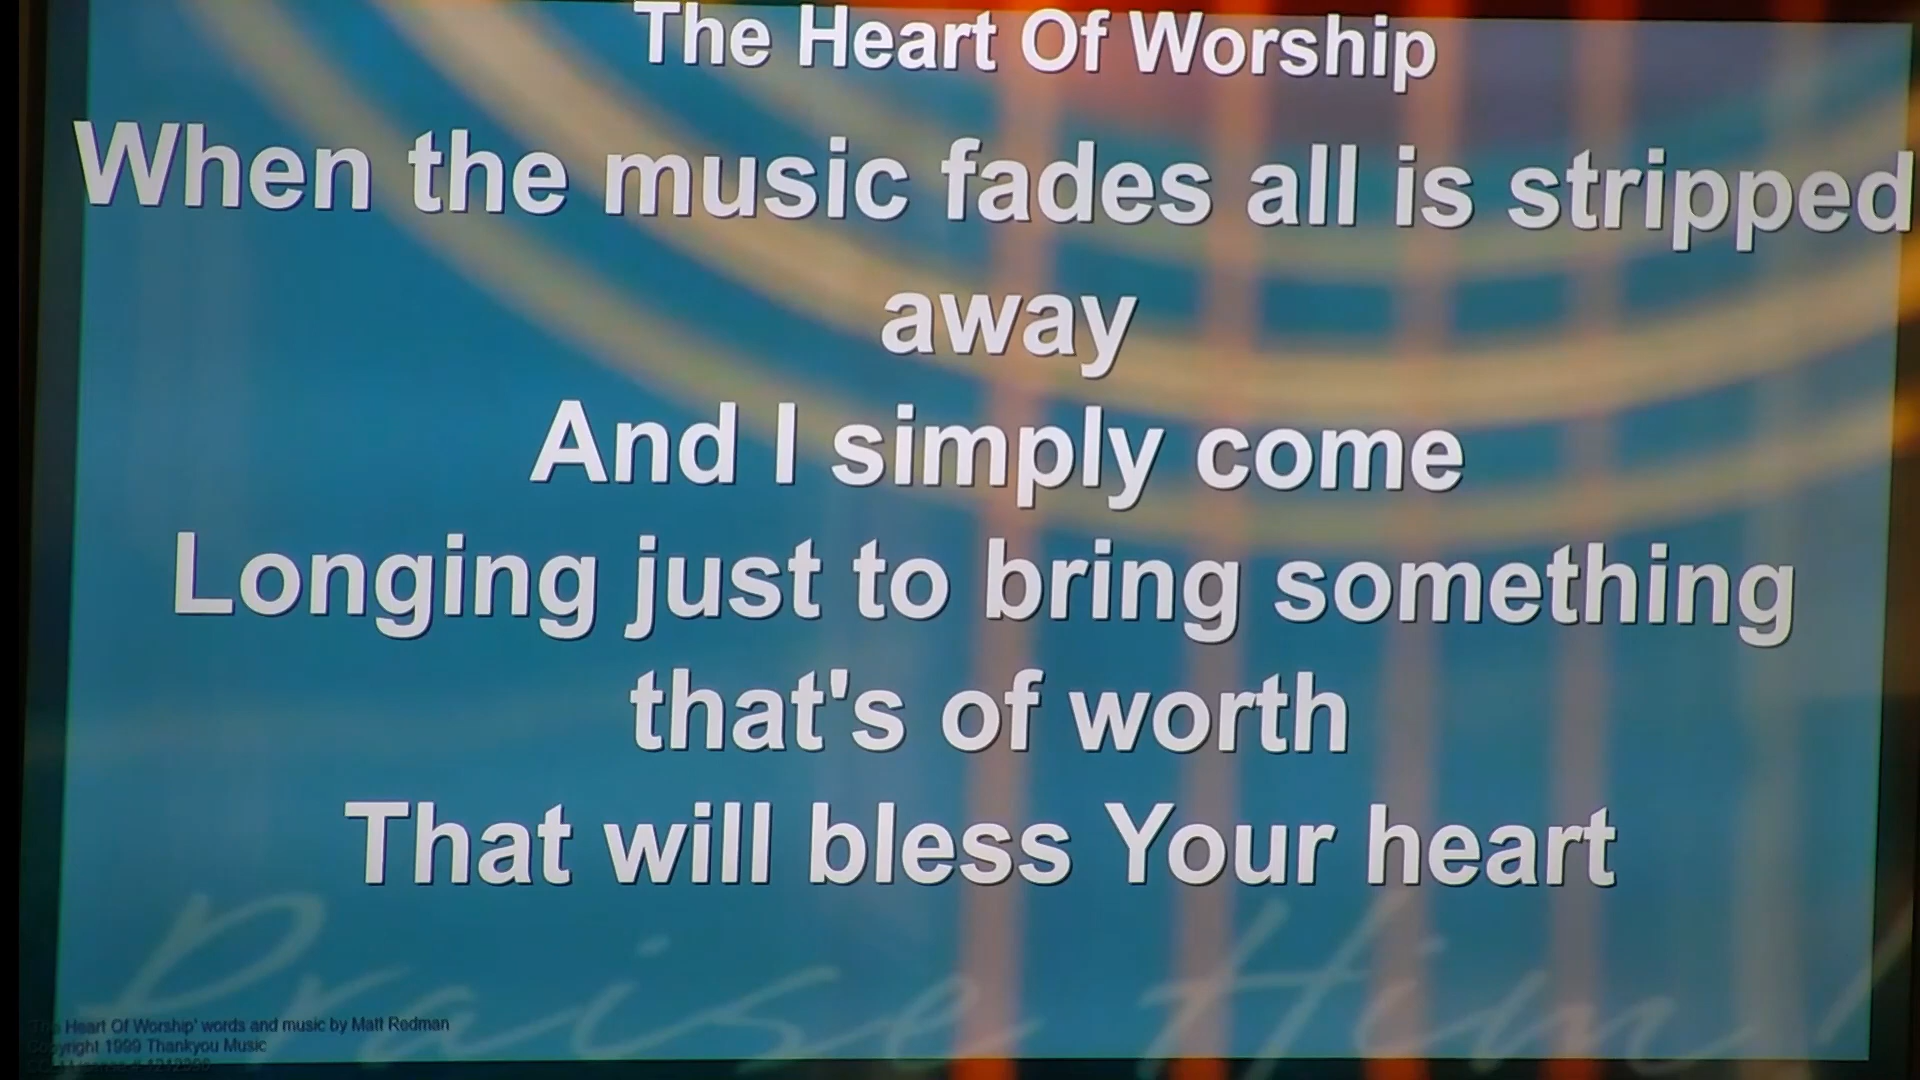 The Heart Of Worship
When the music fades all is stripped
away
And I simply come
Longing just to bring something
that's of worth
That will bless Your heart
Praise Him!
The Heart Of Worship' words and music by Matt Redman
Copyright 1999 Thankyou Music